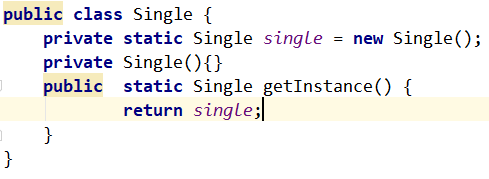 public class Single {
    private static Single single = new Single();
    private Single(){}
    public  static Single getInstance() {
            return single;
    }
}